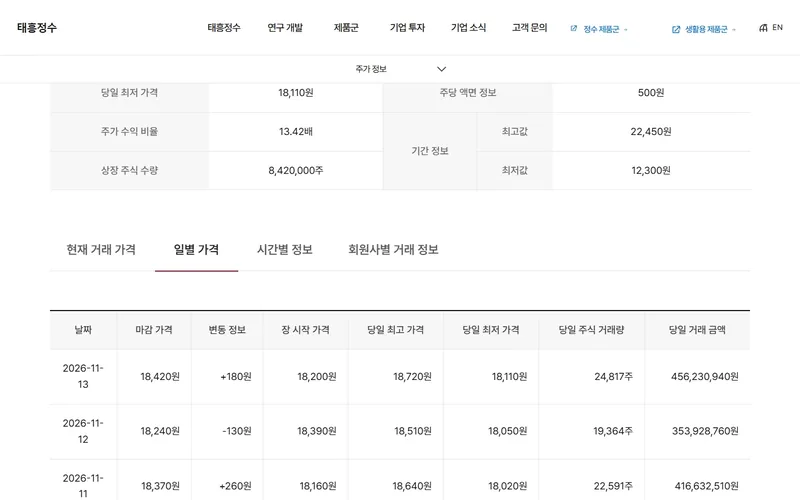 태흥정수
태흥정수 연구 개발 제품군 기업 투자 기업 소식 고객 문의 정수 제품군 생활용 제품군 EN
주가 정보
당일 최저 가격 18,110원 주당 액면 정보 500원
주가 수익 비율 13.42배 기간 정보 최고값 22,450원
상장 주식 수량 8,420,000주 최저값 12,300원
현재 거래 가격 일별 가격 시간별 정보 회원사별 거래 정보
날짜 마감 가격 변동 정보 장 시작 가격 당일 최고 가격 당일 최저 가격 당일 주식 거래량 당일 거래 금액
2026-11-
13 18,420원 +180원 18,200원 18,720원 18,110원 24,817주 456,230,940원
2026-11-
12 18,240원 -130원 18,390원 18,510원 18,050원 19,364주 353,928,760원
2026-11-
11 18,370원 +260원 18,160원 18,640원 18,020원 22,591주 416,632,510원